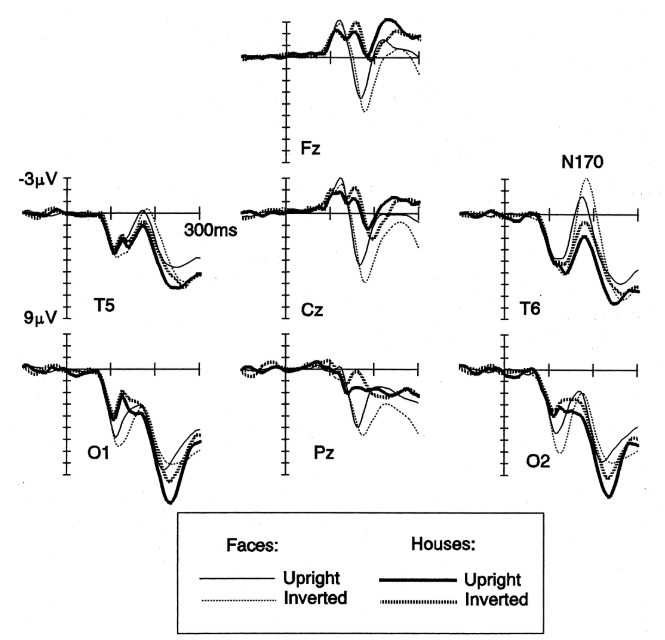 Fz
-3μV
N170
300ms
T5
Cz
T6
9μV
O1
Pz
O2
Faces:
Houses:
Upright
Upright
Inverted
Inverted